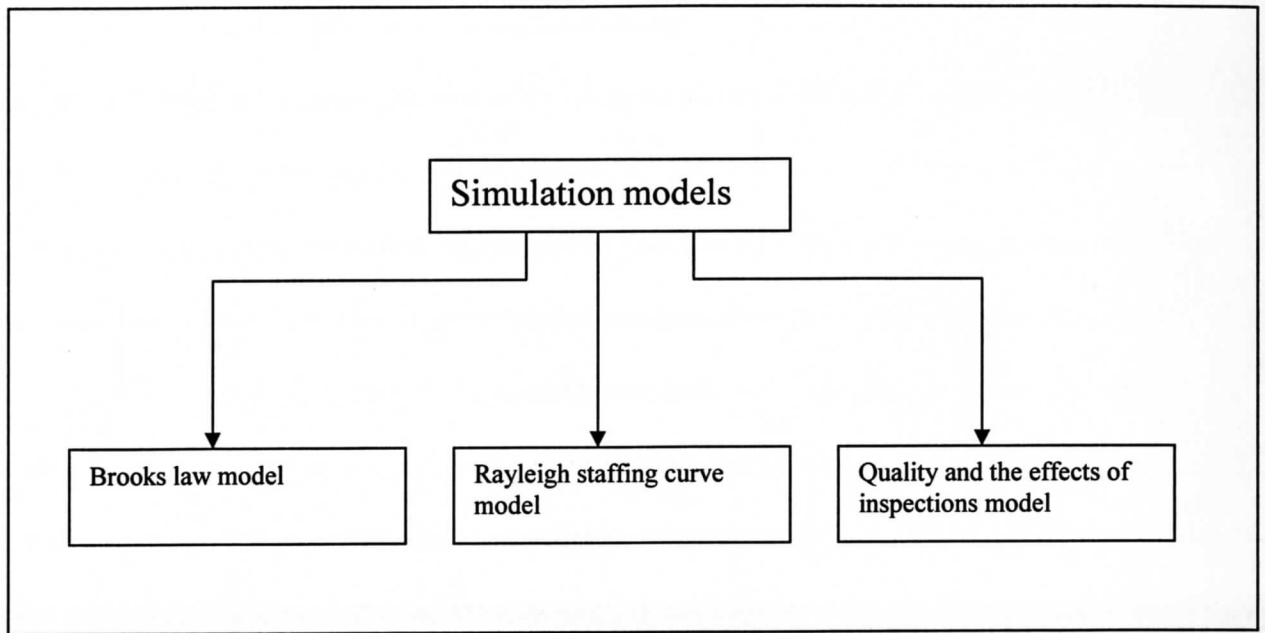 Simulation models
Brooks law model
Rayleigh staffing curve
model
Quality and the effects of
inspections model